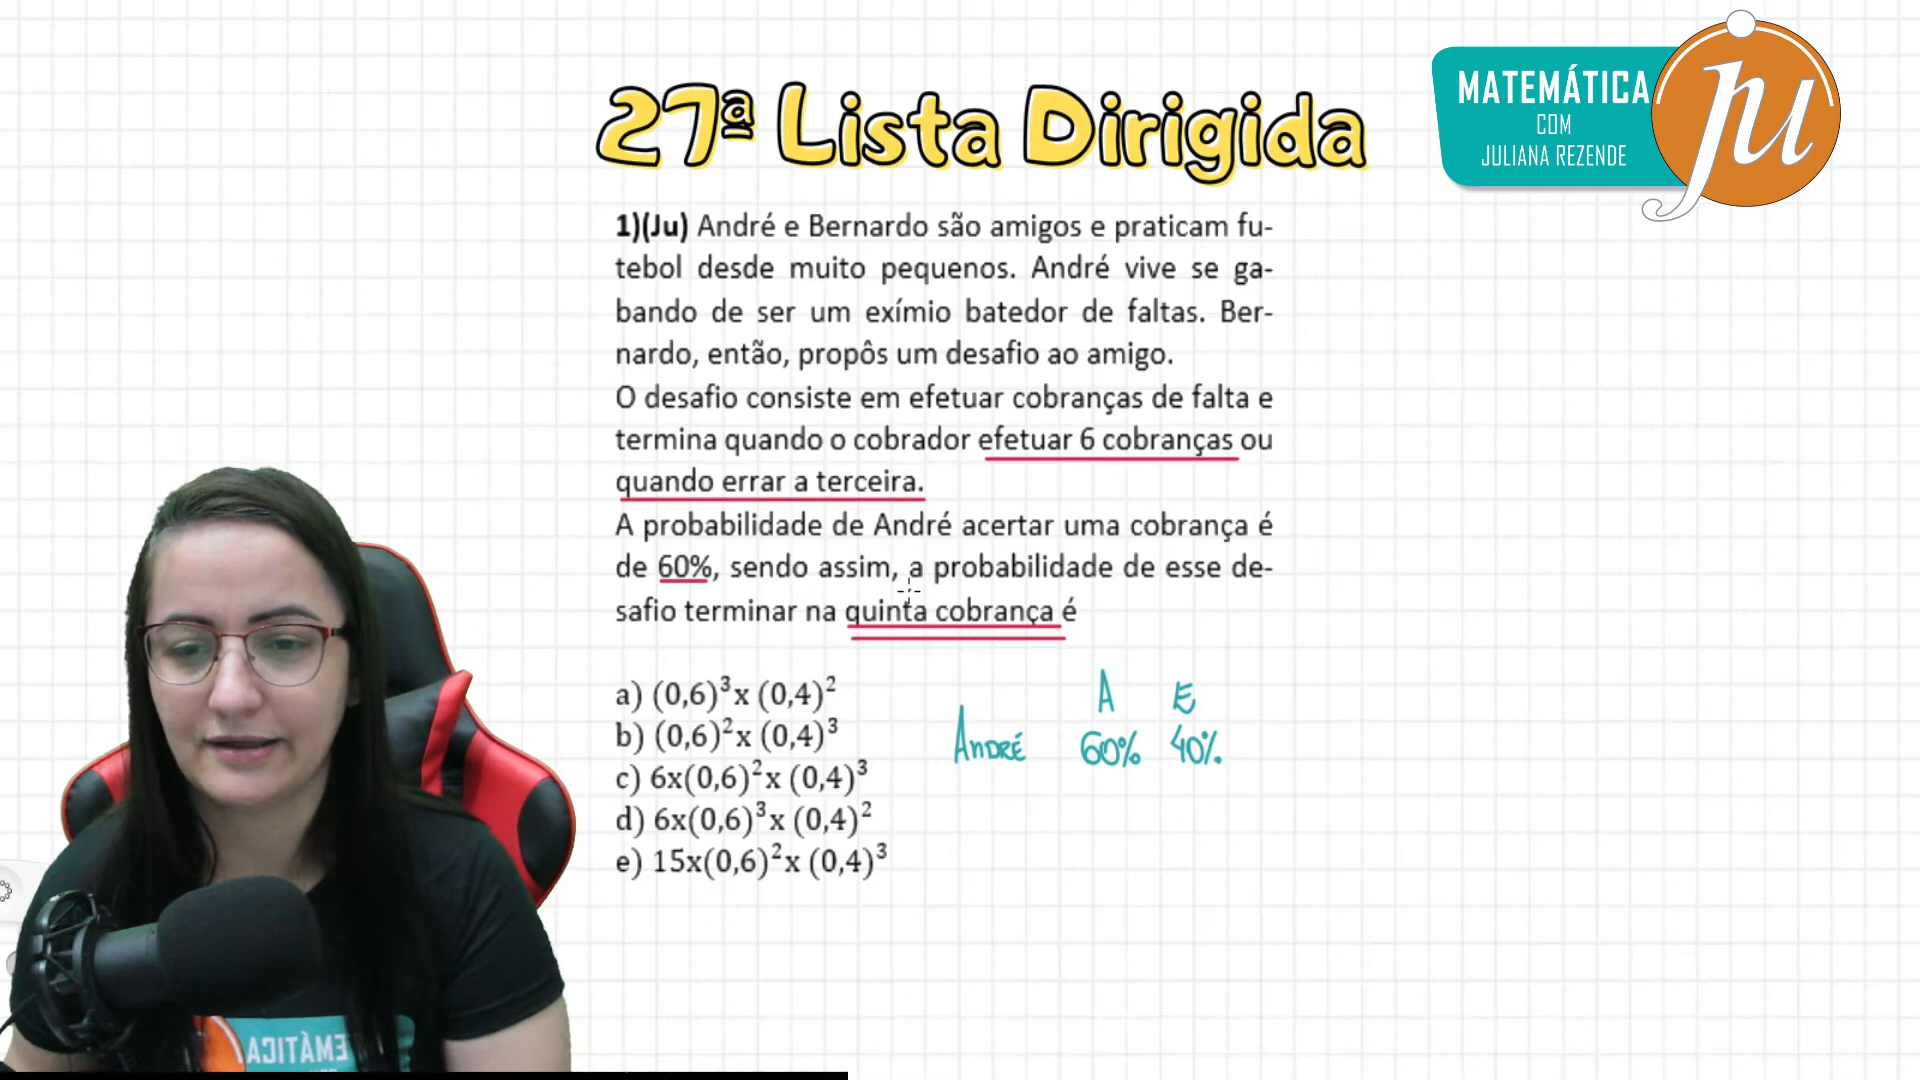 27ª Lista Dirigida
MATEMÁTICA
COM
JULIANA REZENDE
ju
1)(Ju) André e Bernardo são amigos e praticam fu-
tebol desde muito pequenos. André vive se ga-
bando de ser um exímio batedor de faltas. Ber-
nardo, então, propôs um desafio ao amigo.
O desafio consiste em efetuar cobranças de falta e
termina quando o cobrador efetuar 6 cobranças ou
quando errar a terceira.
A probabilidade de André acertar uma cobrança é
de 60%, sendo assim, a probabilidade de esse de-
safio terminar na quinta cobrança é
a) (0,6)³x (0,4)²
b) (0,6)²x (0,4)³
c) 6x(0,6)²x (0,4)³
d) 6x(0,6)³x (0,4)²
e) 15x(0,6)²x (0,4)³
A E
André 60% 40%.